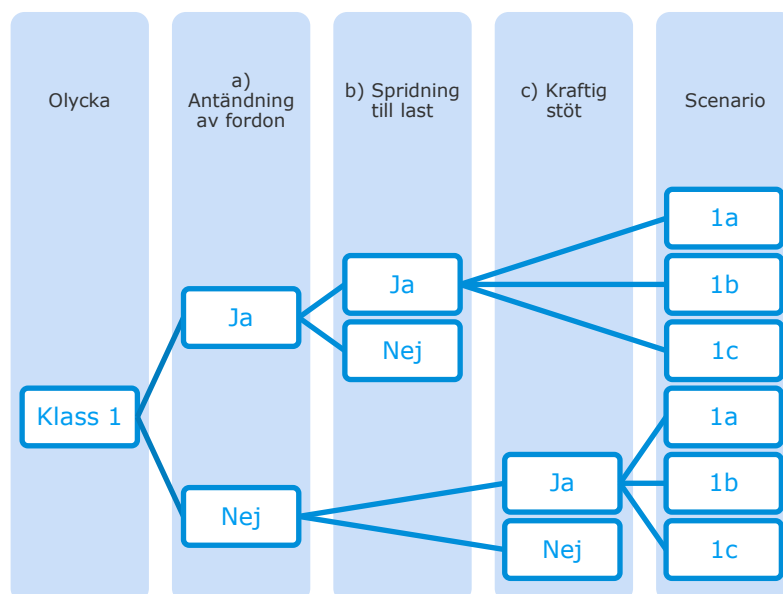 Olycka
a)
Antändning
av fordon
b) Spridning
till last
c) Kraftig
stöt
Scenario
1a
Ja
1b
Ja
Nej
1c
Klass 1
1a
Ja
1b
Nej
Nej
1c